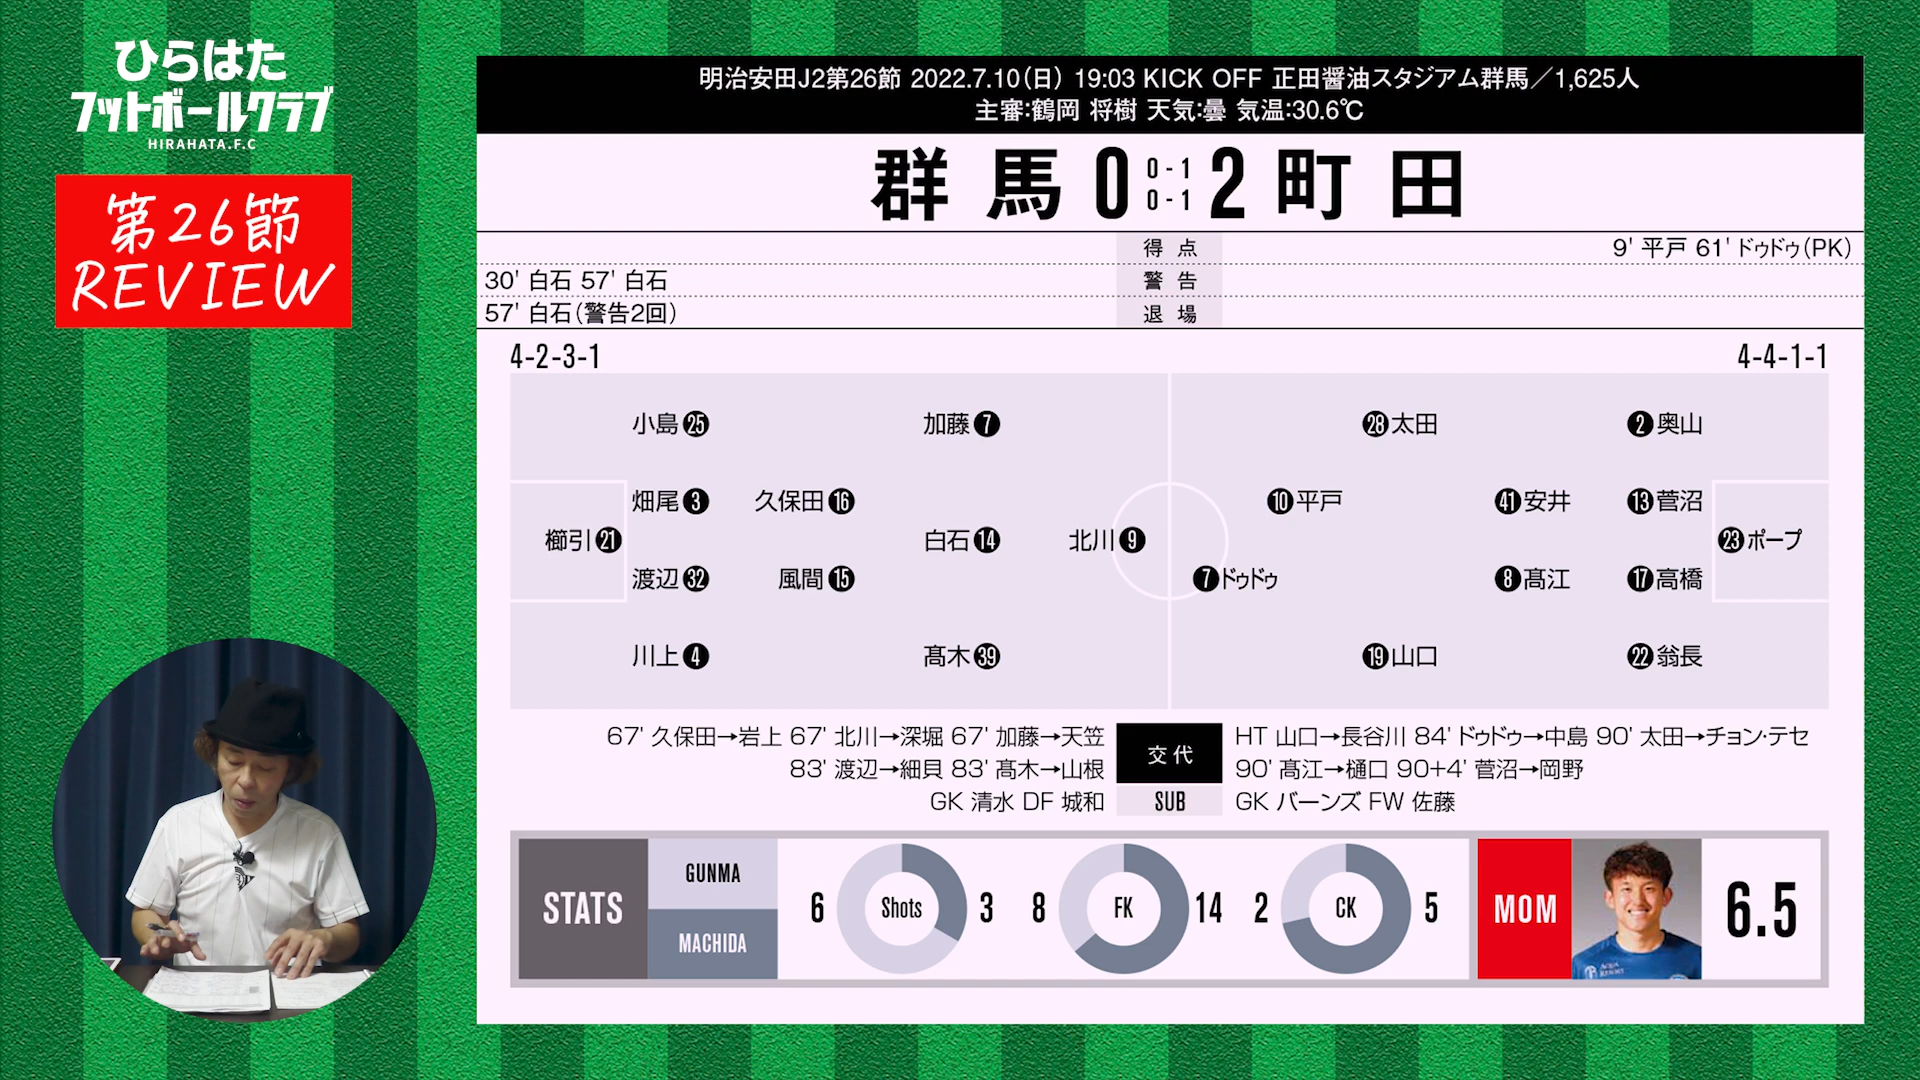 ひらはた
フットボールクラブ
HIRAHATA.F.C
第26節
REVIEW
明治安田J2第26節 2022.7.10(日) 19:03 KICK OFF 正田醤油スタジアム群馬／1,625人
主審:鶴岡 将樹 天気:曇 気温:30.6℃
群馬 0 0-1 0-1 2 町田
得点 9' 平戸 61' ドゥドゥ(PK)
30' 白石 57' 白石 警告
57' 白石(警告2回) 退場
4-2-3-1 4-4-1-1
小島 25 加藤 7 28 太田 2 奥山
畑尾 3 久保田 16 10 平戸 41 安井 13 菅沼
櫛引 21 白石 14 北川 9 23 ポープ
渡辺 32 風間 15 7 ドゥドゥ 8 髙江 17 高橋
川上 4 髙木 39 19 山口 22 翁長
67' 久保田→岩上 67' 北川→深堀 67' 加藤→天笠 交代 HT 山口→長谷川 84' ドゥドゥ→中島 90' 太田→チョン・テセ
83' 渡辺→細貝 83' 髙木→山根 90' 髙江→樋口 90+4' 菅沼→岡野
GK 清水 DF 城和 SUB GK バーンズ FW 佐藤
STATS GUNMA MACHIDA
6 Shots 3 8 FK 14 2 CK 5
MOM 6.5